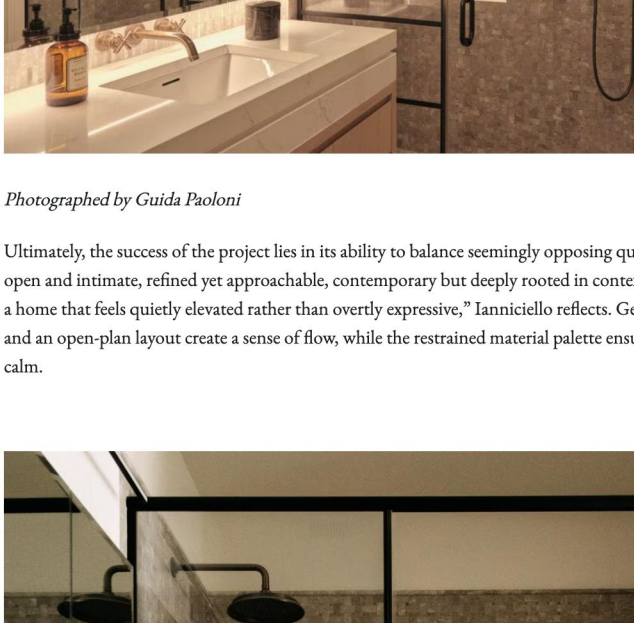 Photographed by Guida Paoloni
Ultimately, the success of the project lies in its ability to balance seemingly opposing qu
open and intimate, refined yet approachable, contemporary but deeply rooted in conte
a home that feels quietly elevated rather than overtly expressive,” Ianniciello reflects. Ge
and an open-plan layout create a sense of flow, while the restrained material palette ensu
calm.